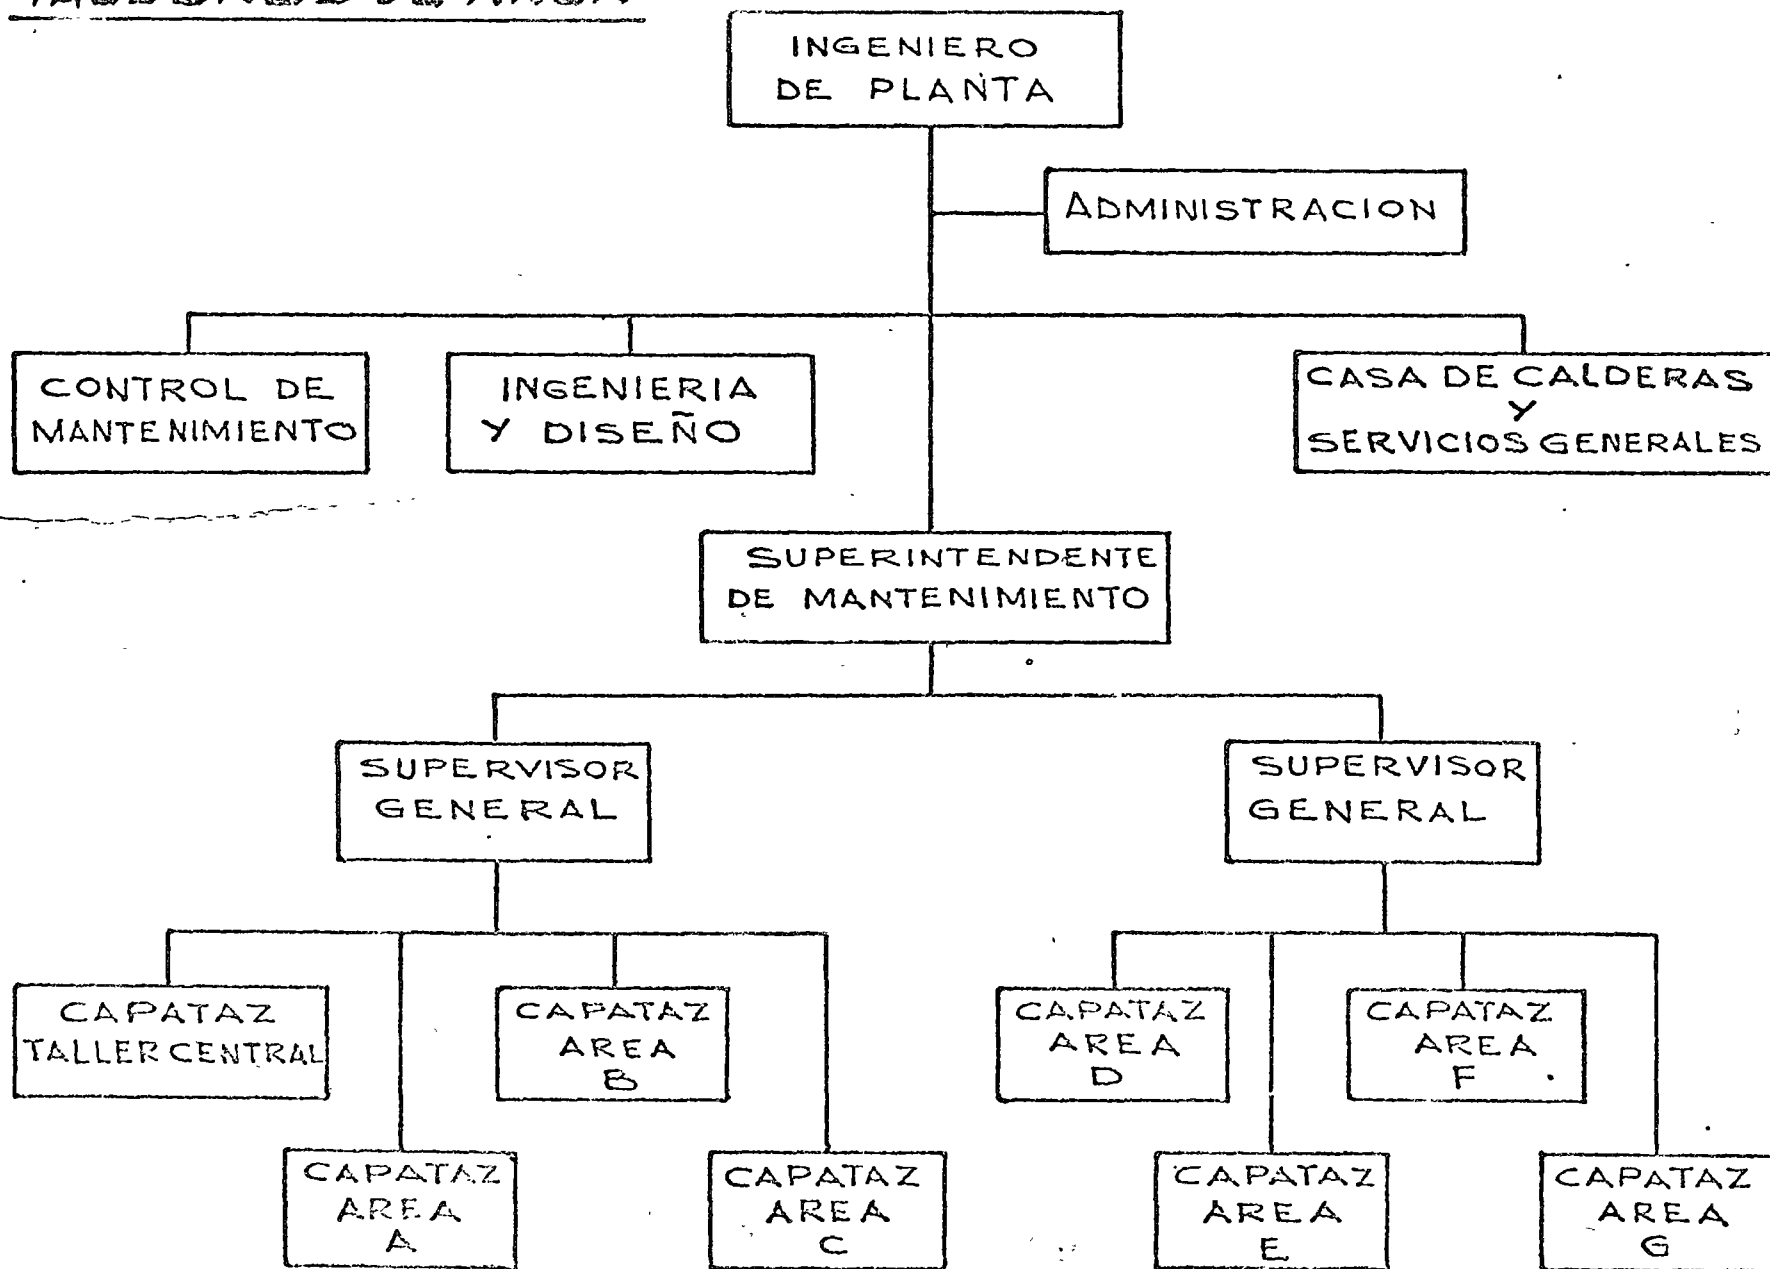 INGENIERO
DE PLANTA
ADMINISTRACION
CONTROL DE
MANTENIMIENTO
INGENIERIA
Y DISEÑO
CASA DE CALDERAS
Y
SERVICIOS GENERALES
SUPERINTENDENTE
DE MANTENIMIENTO
SUPERVISOR
GENERAL
SUPERVISOR
GENERAL
CAPATAZ
TALLER CENTRAL
CAPATAZ
AREA
B
CAPATAZ
AREA
D
CAPATAZ
AREA
F
CAPATAZ
AREA
A
CAPATAZ
AREA
C
CAPATAZ
AREA
E
CAPATAZ
AREA
G